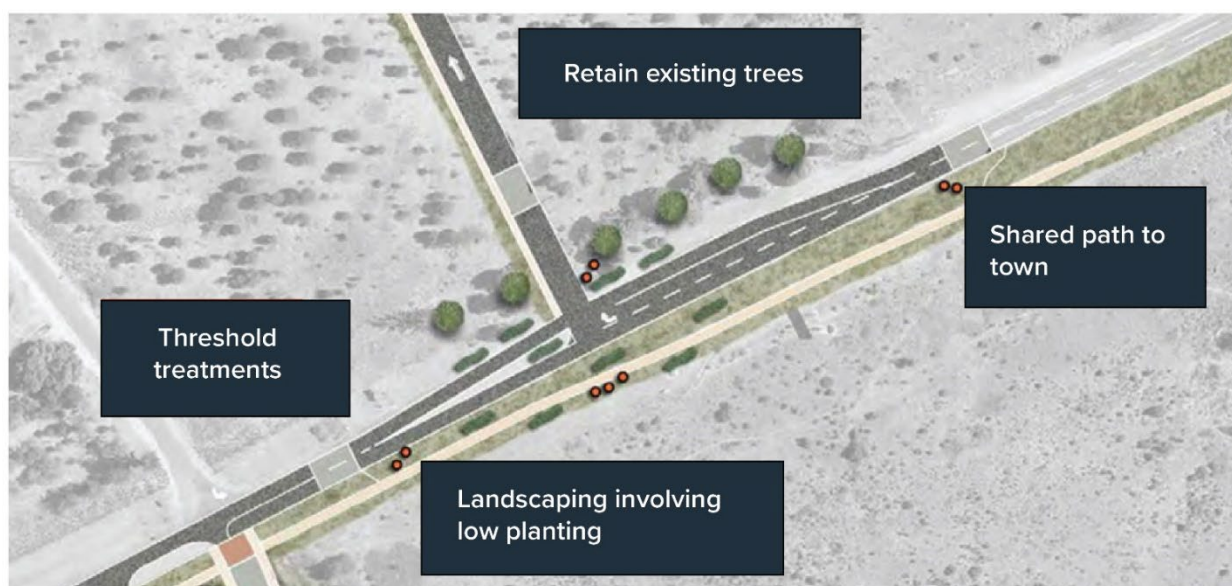 Retain existing trees
Shared path to
town
Threshold
treatments
Landscaping involving
low planting